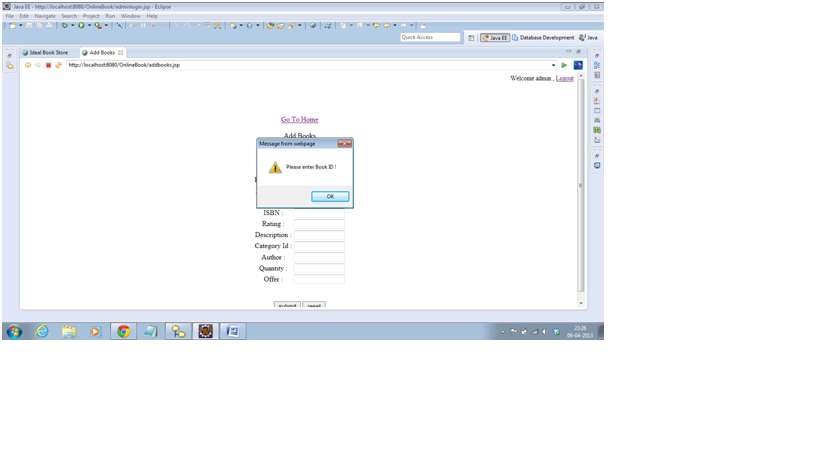 Java EE - http://localhost:8080/OnlineBook/adminlogin.jsp - Eclipse
File Edit Navigate Search Project Run Window Help
Quick Access
Java EE
Database Development
Java
Ideal Book Store
Add Books
http://localhost:8080/OnlineBook/addbooks.jsp
Welcome admin , Logout
Go To Home
Add Books
Message from webpage
Please enter Book ID !
OK
ISBN :
Rating :
Description :
Category Id :
Author :
Quantity :
Offer :
submit reset
23:26
08-04-2013